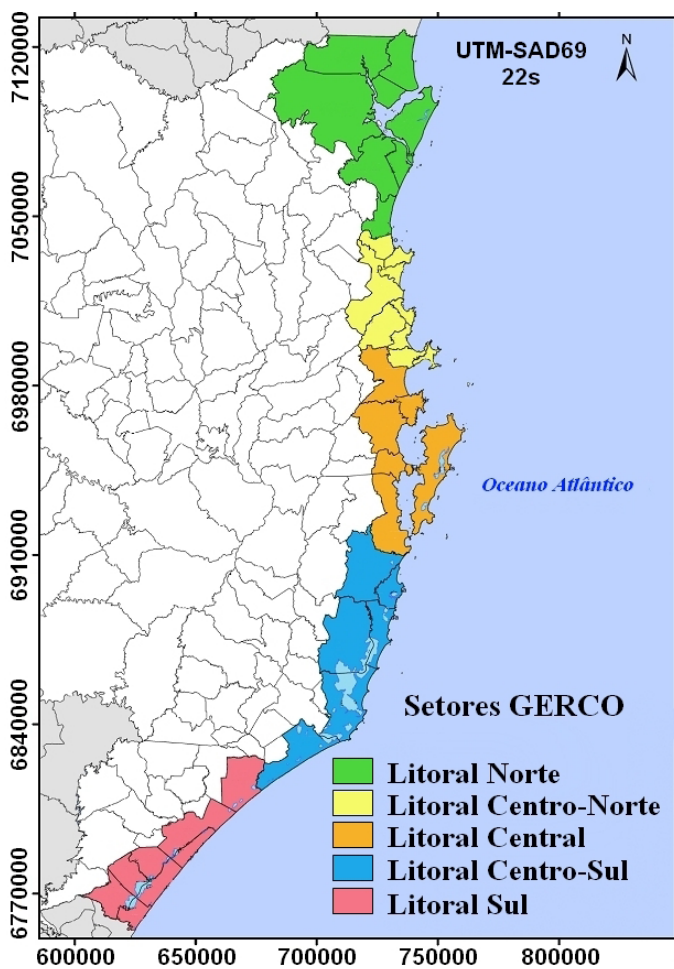 UTM-SAD69
22s
N
7120000
7050000
6980000
6910000
6840000
6770000
Oceano Atlântico
Setores GERCO
Litoral Norte
Litoral Centro-Norte
Litoral Central
Litoral Centro-Sul
Litoral Sul
600000 650000 700000 750000 800000